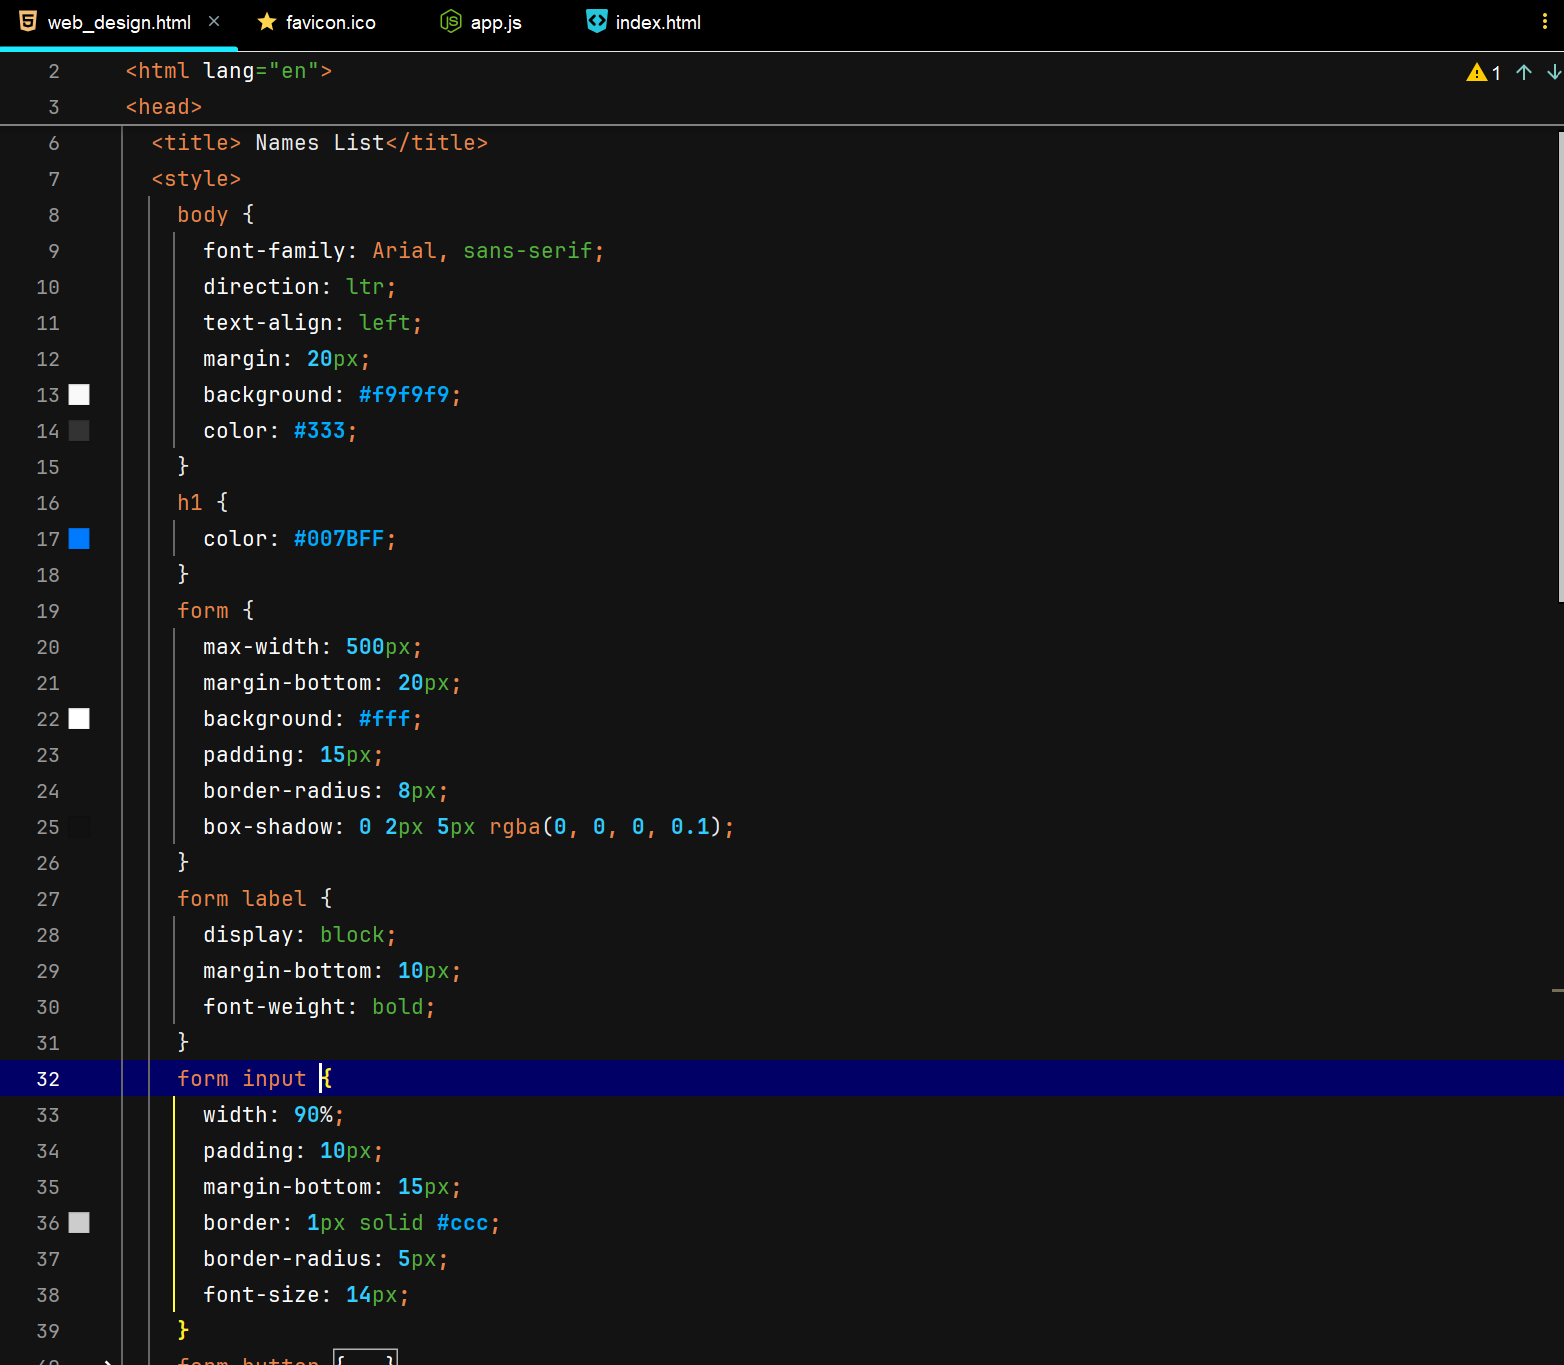 web_design.html × favicon.ico app.js index.html
2 <html lang="en"> 1
3 <head>
6 <title> Names List</title>
7 <style>
8 body {
9 font-family: Arial, sans-serif;
10 direction: ltr;
11 text-align: left;
12 margin: 20px;
13 background: #f9f9f9;
14 color: #333;
15 }
16 h1 {
17 color: #007BFF;
18 }
19 form {
20 max-width: 500px;
21 margin-bottom: 20px;
22 background: #fff;
23 padding: 15px;
24 border-radius: 8px;
25 box-shadow: 0 2px 5px rgba(0, 0, 0, 0.1);
26 }
27 form label {
28 display: block;
29 margin-bottom: 10px;
30 font-weight: bold;
31 }
32 form input {
33 width: 90%;
34 padding: 10px;
35 margin-bottom: 15px;
36 border: 1px solid #ccc;
37 border-radius: 5px;
38 font-size: 14px;
39 }
form button {...}